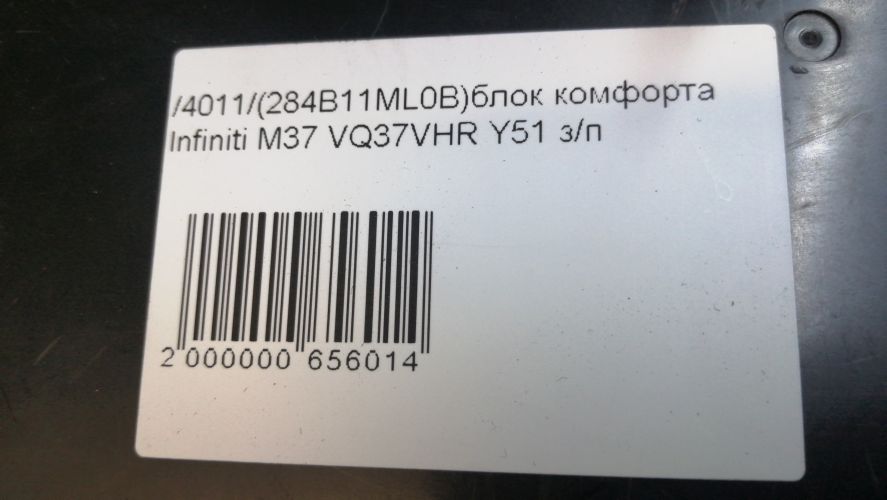 /4011/(284B11ML0B)блок комфорта
Infiniti M37 VQ37VHR Y51 з/п
2 000000 656014